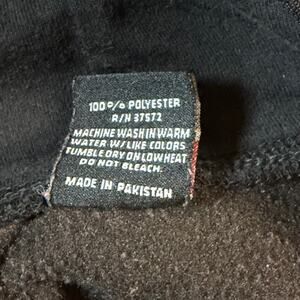 100% POLYESTER
R/N 37572
MACHINE WASH IN WARM
WATER W/LIKE COLORS
TUMBLE DRY ON LOW HEAT
DO NOT BLEACH.
MADE IN PAKISTAN